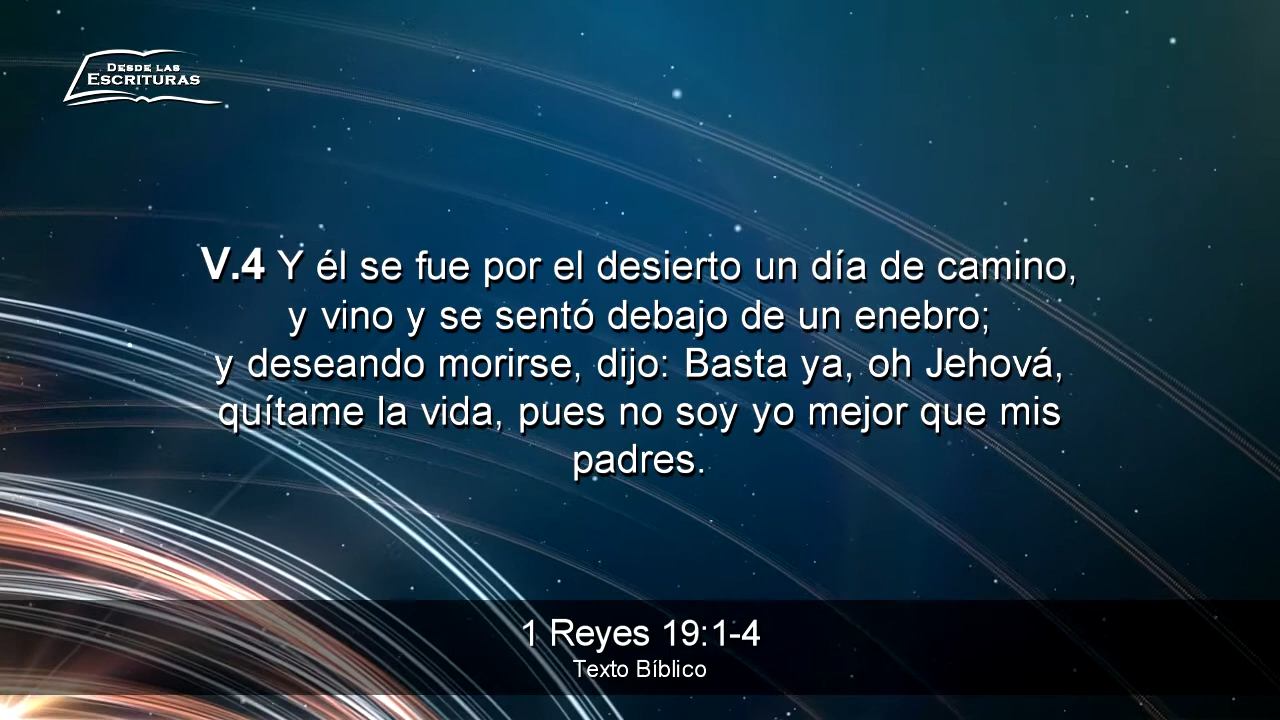 DESDE LAS
ESCRITURAS
V.4 Y él se fue por el desierto un día de camino,
y vino y se sentó debajo de un enebro;
y deseando morirse, dijo: Basta ya, oh Jehová,
quítame la vida, pues no soy yo mejor que mis
padres.
1 Reyes 19:1-4
Texto Bíblico